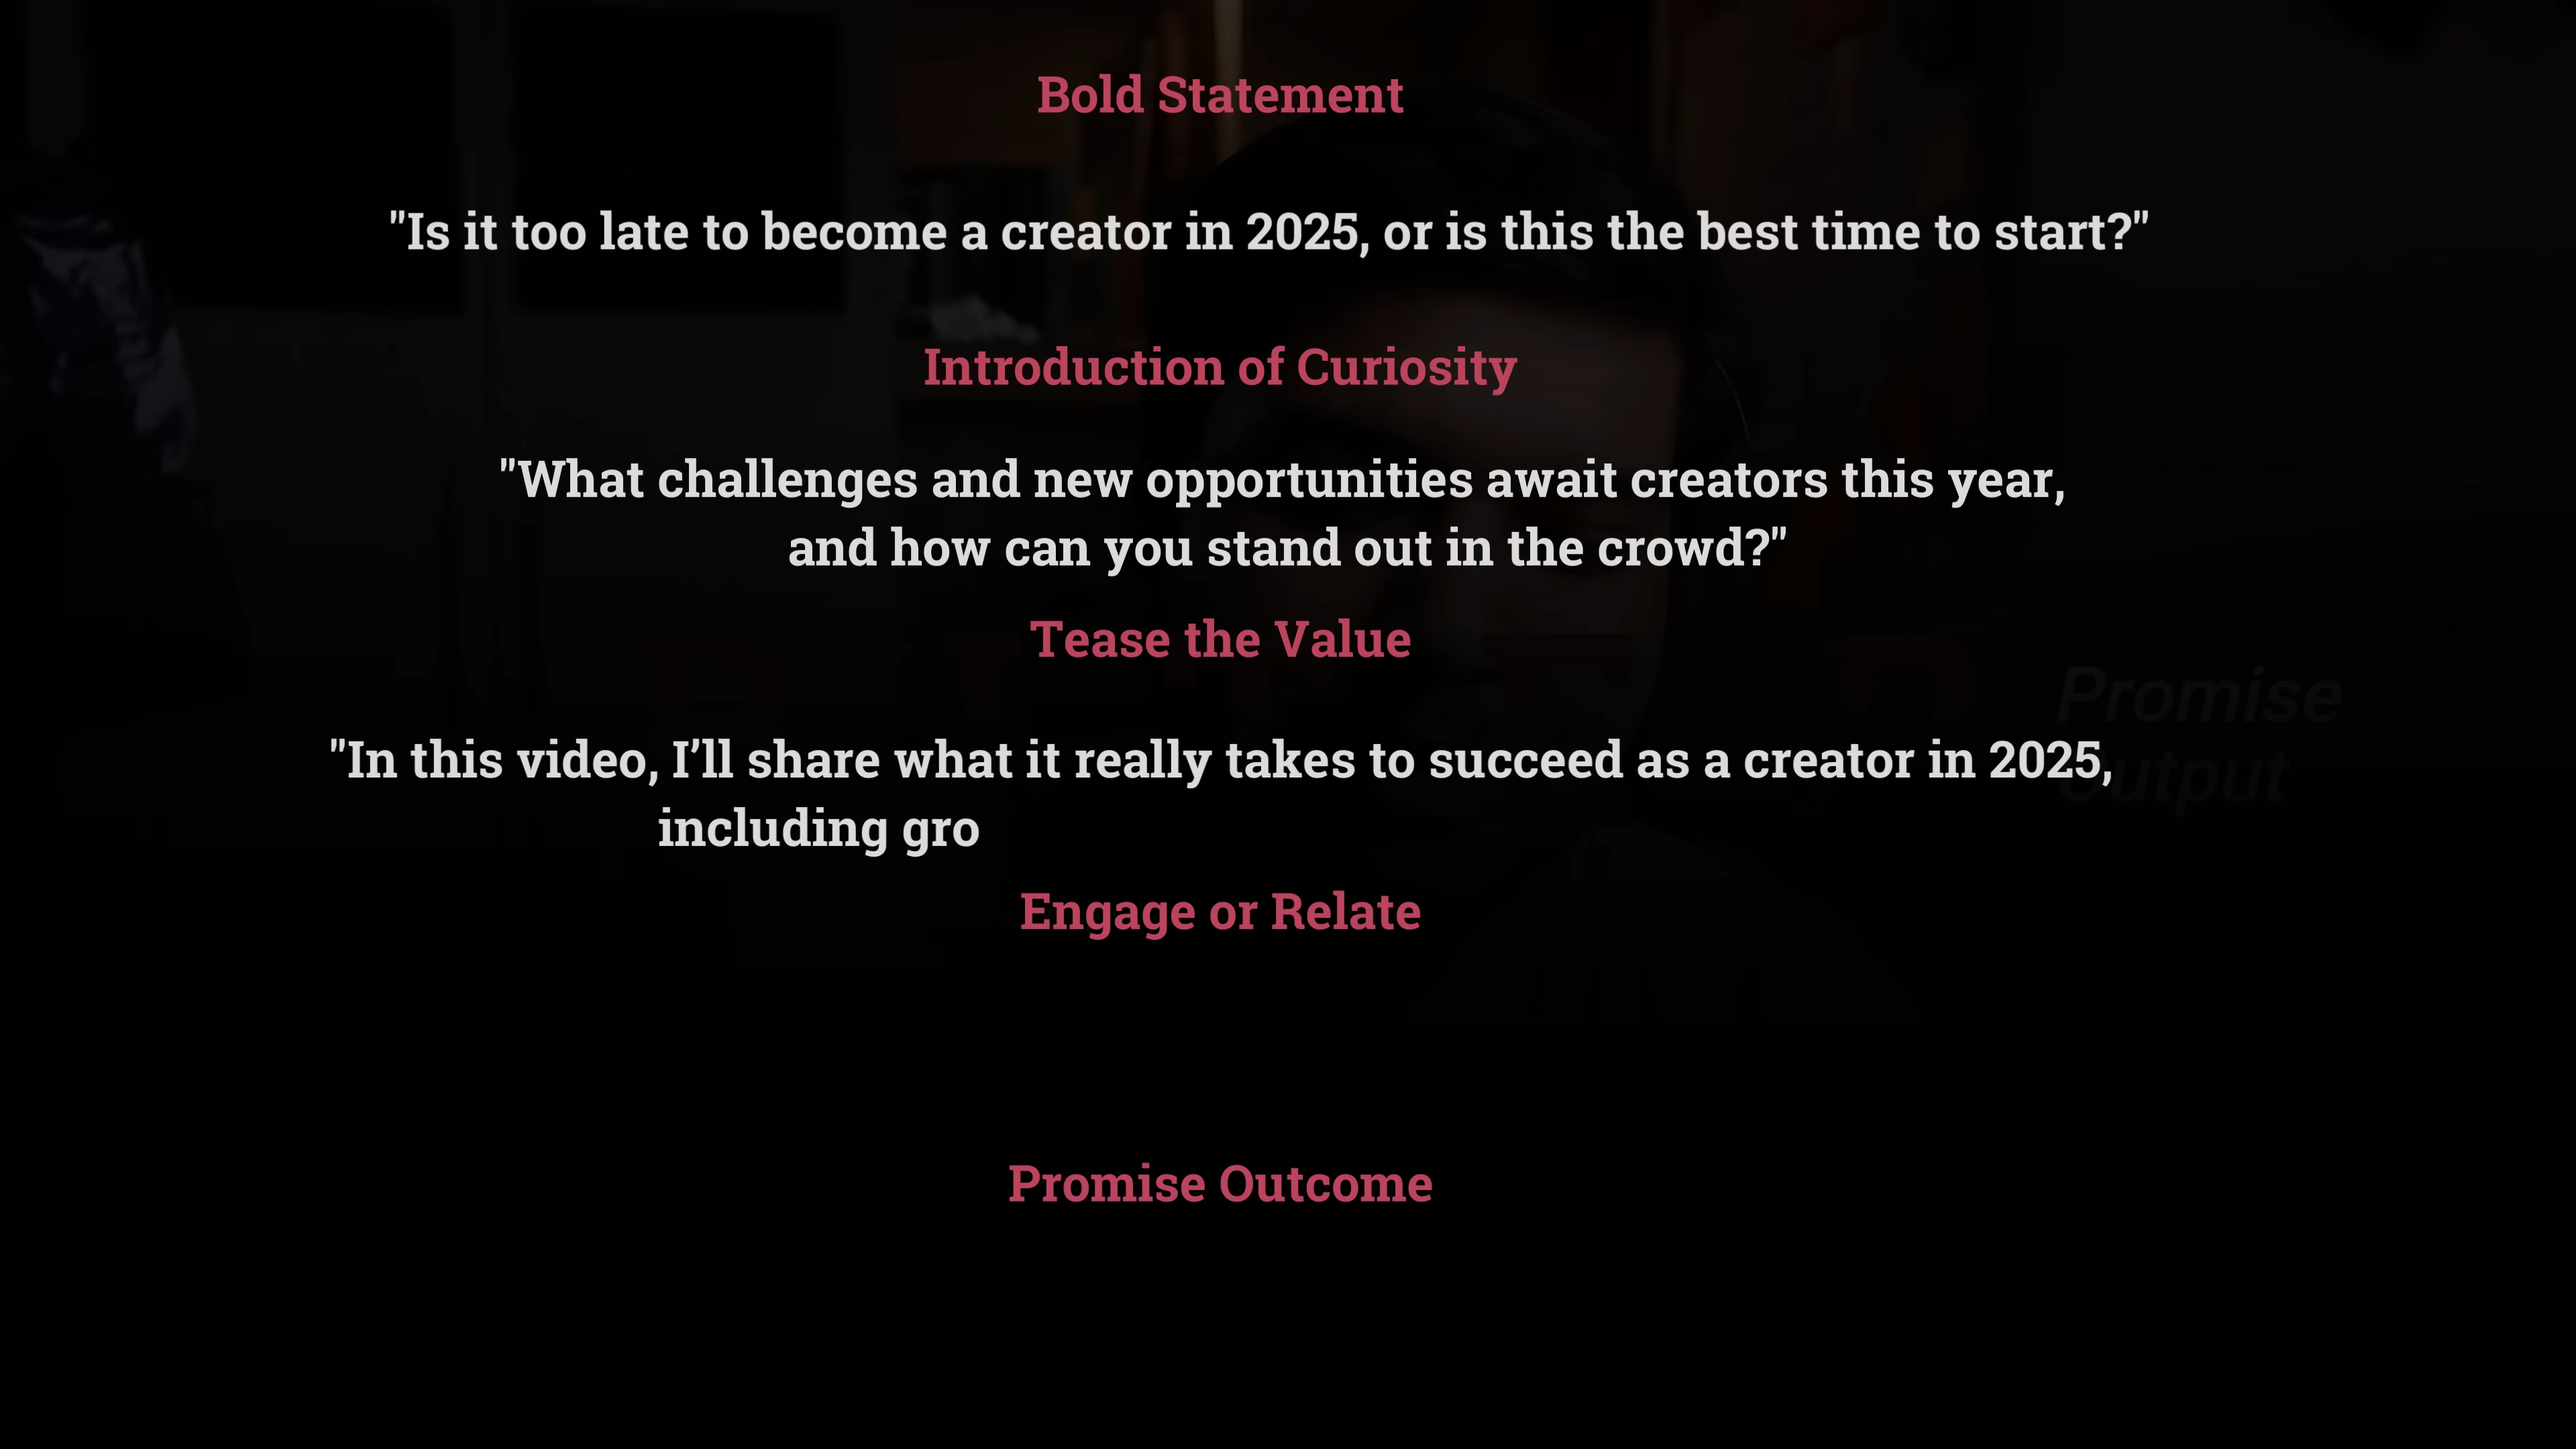 Bold Statement
"Is it too late to become a creator in 2025, or is this the best time to start?"
Introduction of Curiosity
"What challenges and new opportunities await creators this year,
and how can you stand out in the crowd?"
Tease the Value
Promise
Output
"In this video, I’ll share what it really takes to succeed as a creator in 2025,
including gro
Engage or Relate
Promise Outcome